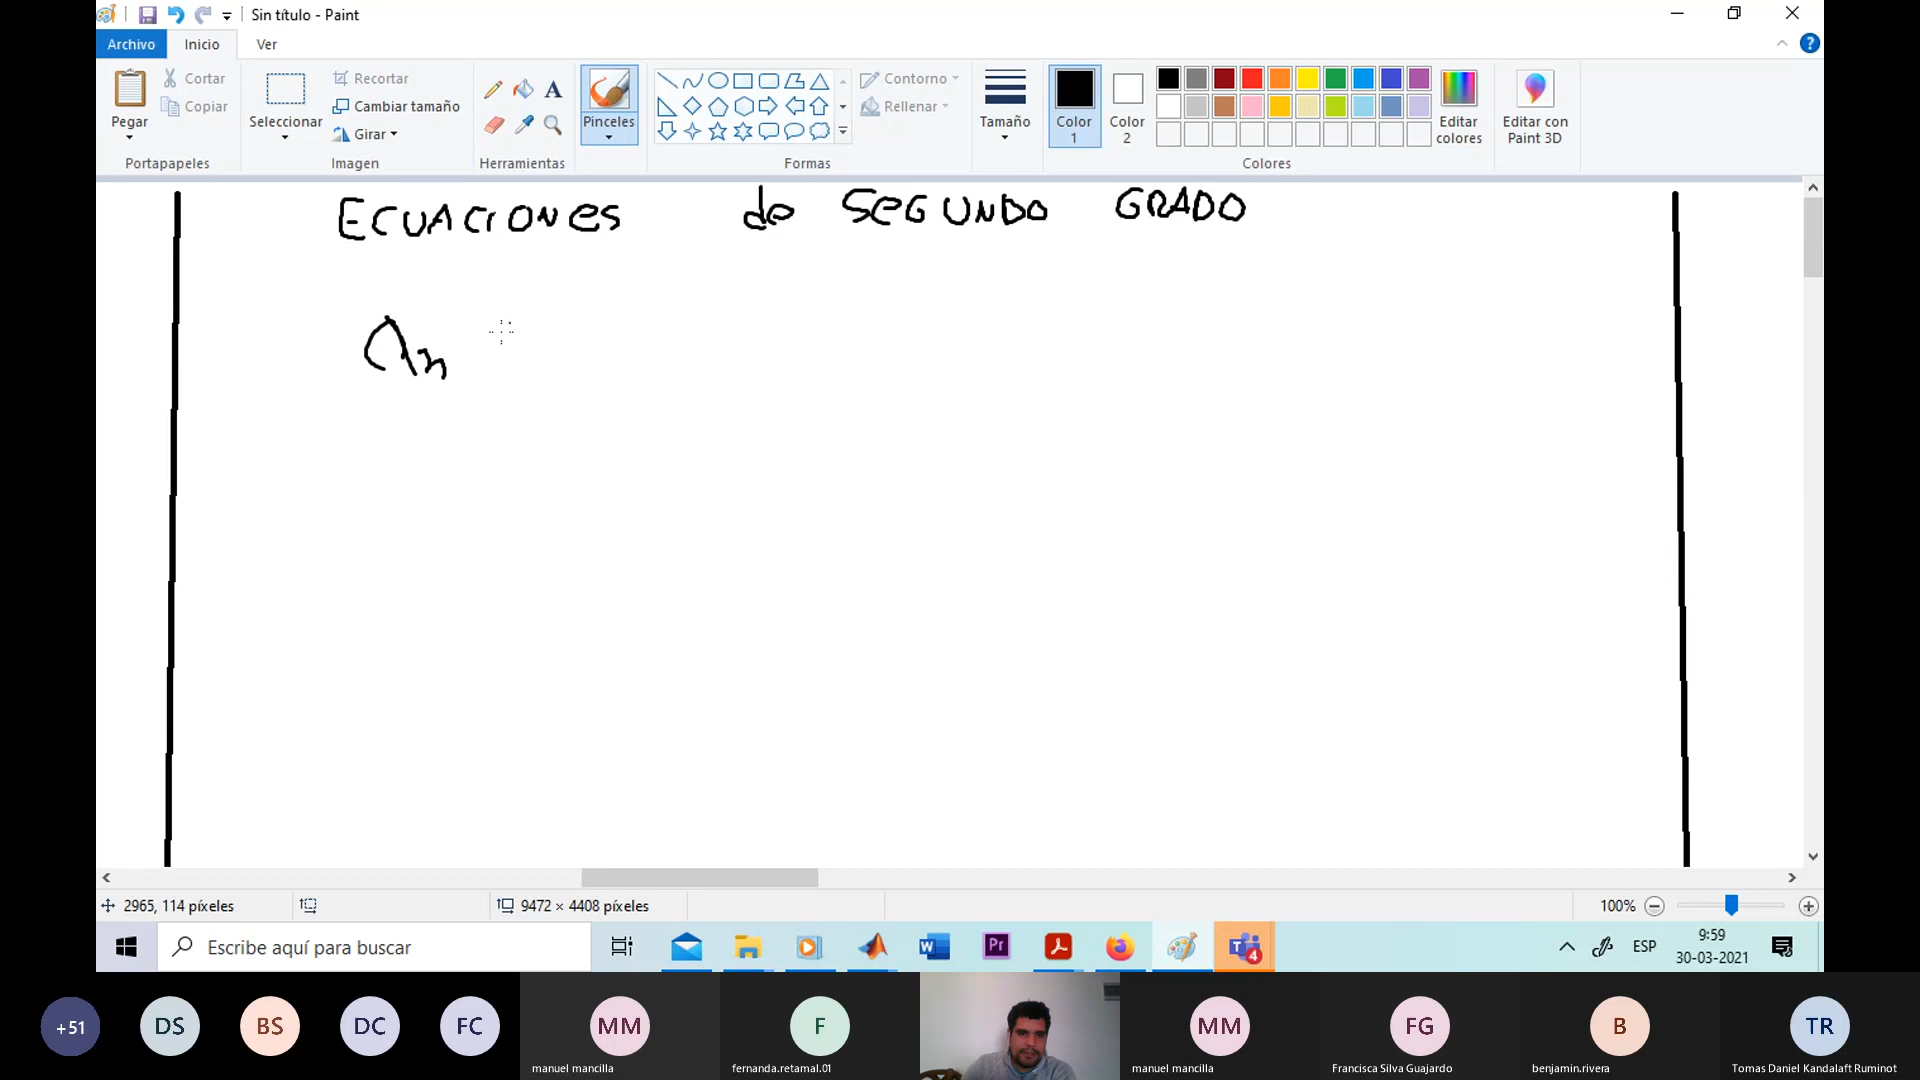 Sin título - Paint
Archivo Inicio Ver
Pegar
Cortar
Copiar
Portapapeles
Seleccionar
Recortar
Cambiar tamaño
Girar
Imagen
A
Herramientas
Pinceles
Contorno
Rellenar
Formas
Tamaño
Color 1
Color 2
Editar colores
Colores
Editar con Paint 3D
ECUACIONES de SEGUNDO GRADO
an
2965, 114 píxeles
9472 × 4408 píxeles
100%
Escribe aquí para buscar
W
Pr
T
4
ESP
9:59
30-03-2021
+51
DS
BS
DC
FC
MM
manuel mancilla
F
fernanda.retamal.01
MM
manuel mancilla
FG
Francisca Silva Guajardo
B
benjamin.rivera
TR
Tomas Daniel Kandalaft Ruminot